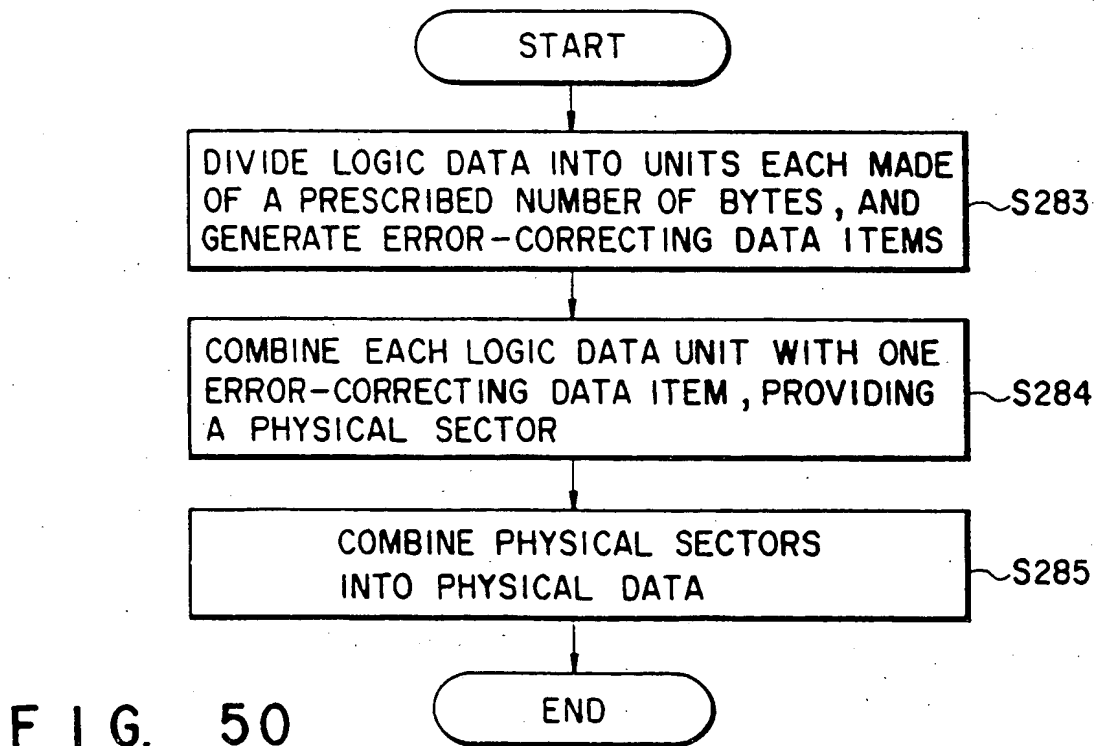 START
DIVIDE LOGIC DATA INTO UNITS EACH MADE
OF A PRESCRIBED NUMBER OF BYTES, AND
GENERATE ERROR-CORRECTING DATA ITEMS
S283
COMBINE EACH LOGIC DATA UNIT WITH ONE
ERROR-CORRECTING DATA ITEM, PROVIDING
A PHYSICAL SECTOR
S284
COMBINE PHYSICAL SECTORS
INTO PHYSICAL DATA
S285
END
FIG. 50